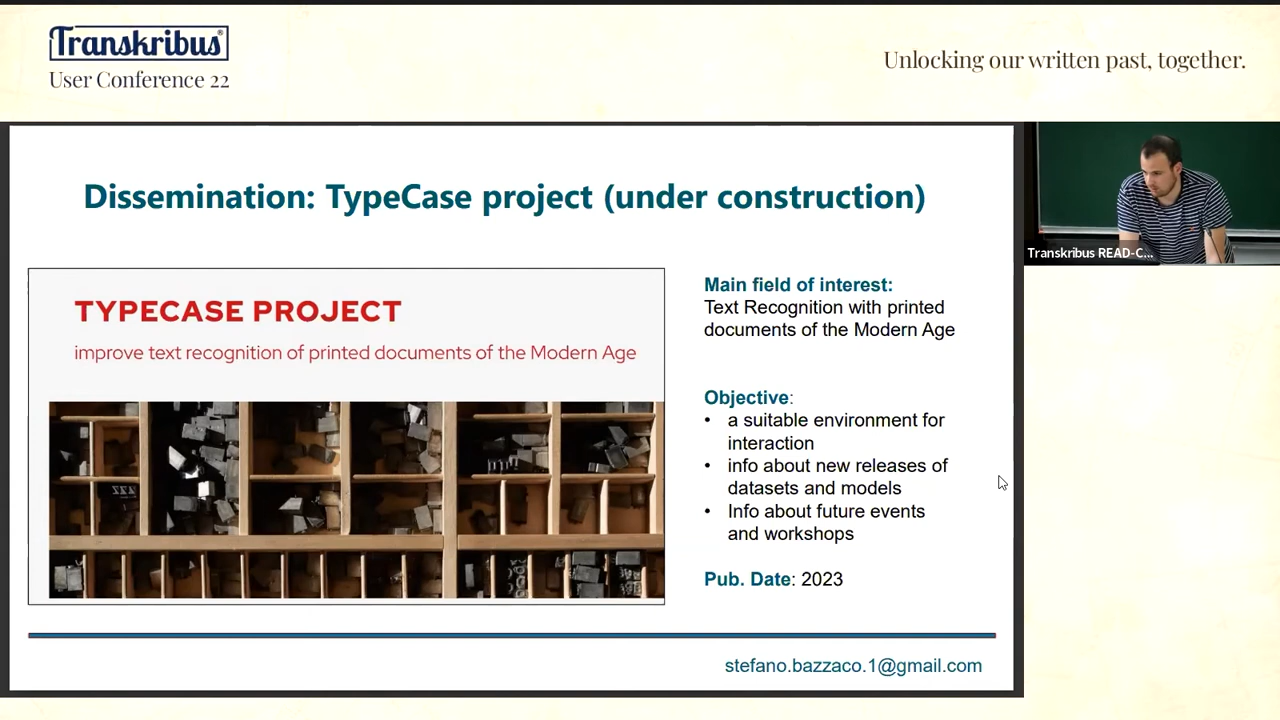 Transkribus®
User Conference 22
Unlocking our written past, together.
Dissemination: TypeCase project (under construction)
TYPECASE PROJECT
improve text recognition of printed documents of the Modern Age
Main field of interest:
Text Recognition with printed
documents of the Modern Age
Objective:
• a suitable environment for
interaction
• info about new releases of
datasets and models
• Info about future events
and workshops
Pub. Date: 2023
stefano.bazzaco.1@gmail.com
Transkribus READ-C...